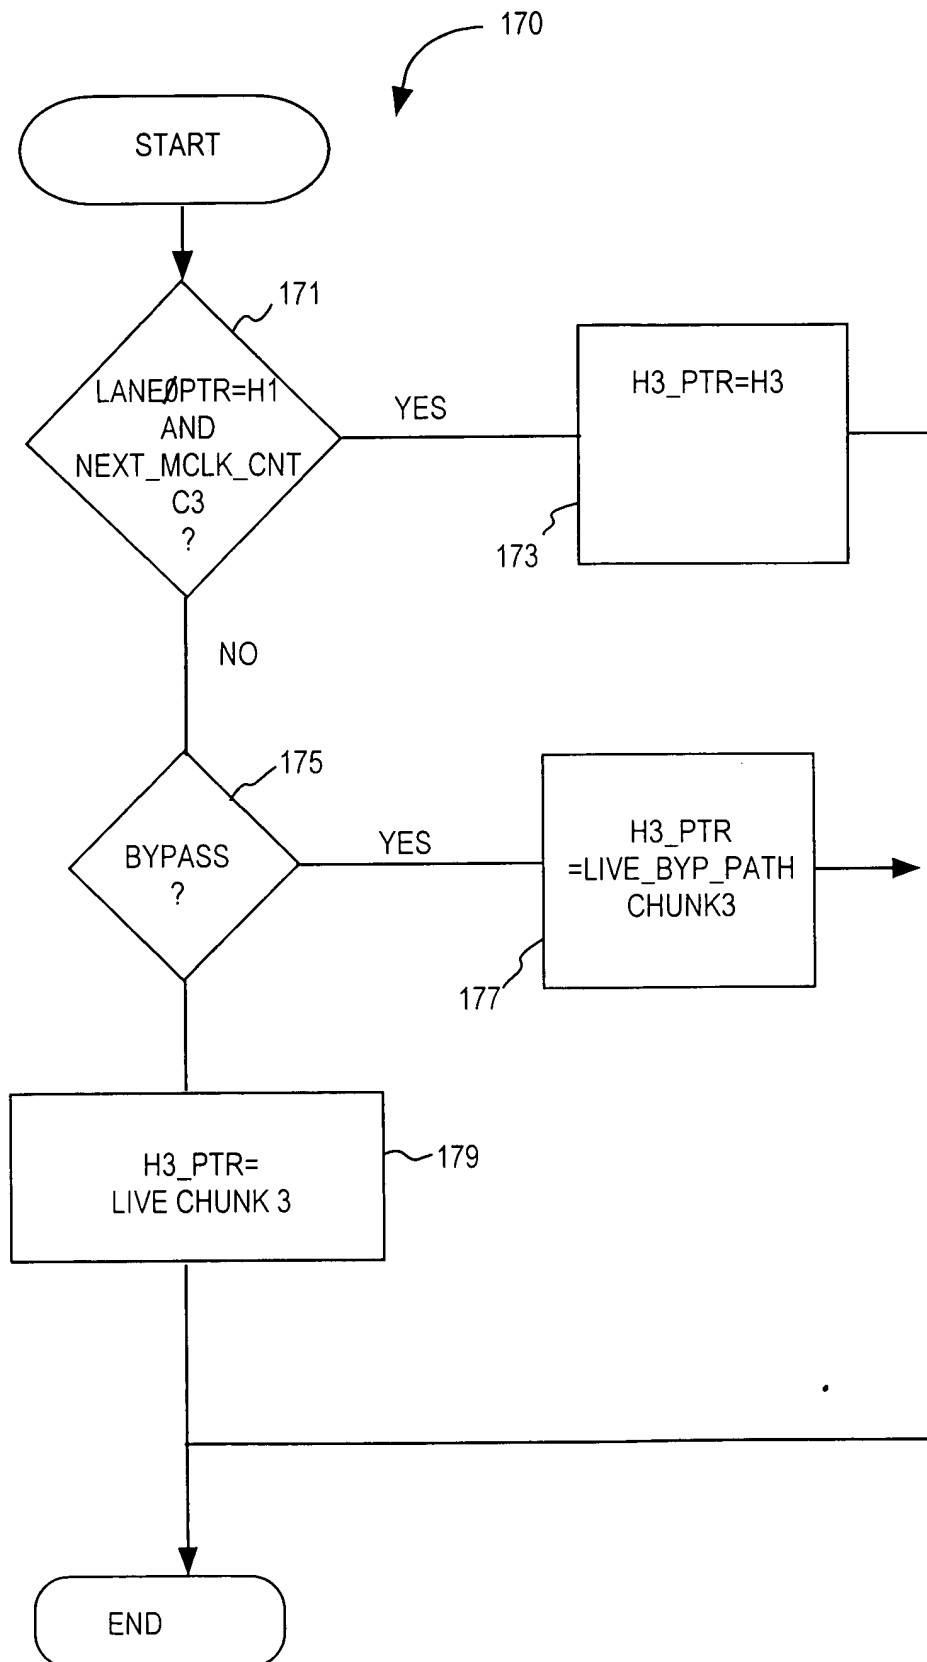 170
START
171
LANE0PTR=H1
AND
NEXT_MCLK_CNT
C3
?
YES
H3_PTR=H3
173
NO
175
BYPASS
?
YES
H3_PTR
=LIVE_BYP_PATH
CHUNK3
177
H3_PTR=
LIVE CHUNK 3
179
END